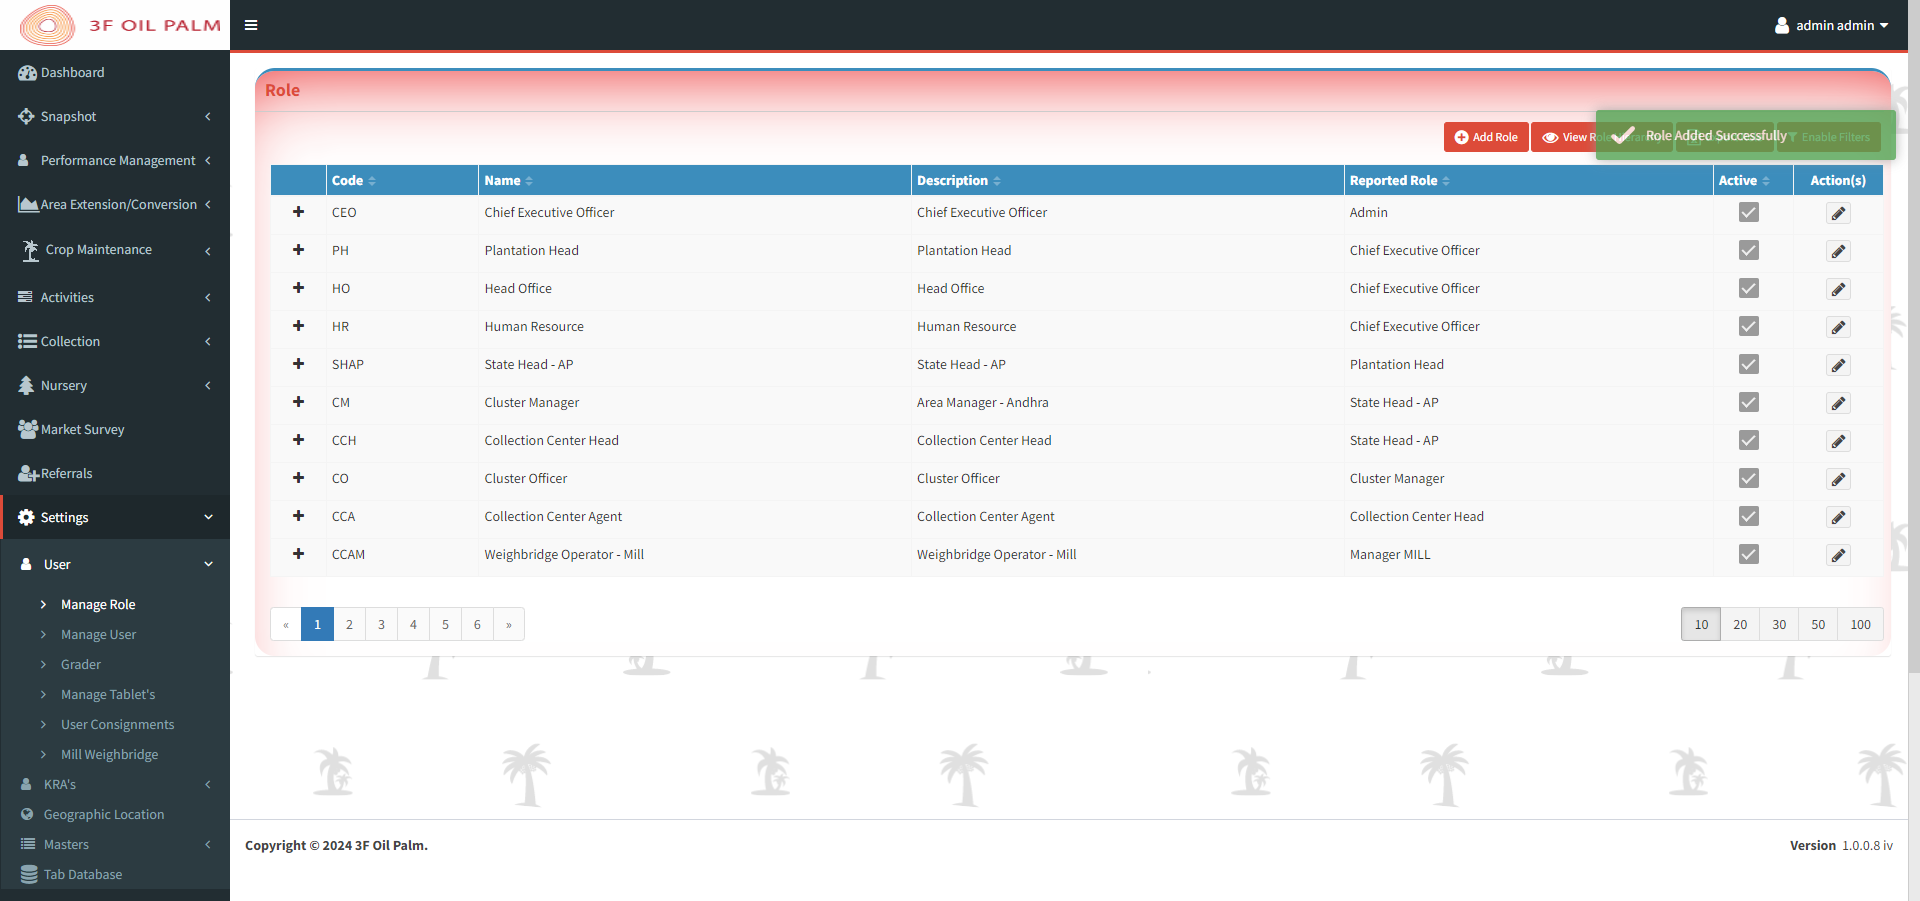 3F OIL PALM
admin admin
Dashboard
Snapshot
Performance Management
Area Extension/Conversion
Crop Maintenance
Activities
Collection
Nursery
Market Survey
Referrals
Settings
User
Manage Role
Manage User
Grader
Manage Tablet's
User Consignments
Mill Weighbridge
KRA's
Geographic Location
Masters
Tab Database
Role
Add Role View Role Role Added Successfully Enable Filters
Code Name Description Reported Role Active Action(s)
CEO Chief Executive Officer Chief Executive Officer Admin
PH Plantation Head Plantation Head Chief Executive Officer
HO Head Office Head Office Chief Executive Officer
HR Human Resource Human Resource Chief Executive Officer
SHAP State Head - AP State Head - AP Plantation Head
CM Cluster Manager Area Manager - Andhra State Head - AP
CCH Collection Center Head Collection Center Head State Head - AP
CO Cluster Officer Cluster Officer Cluster Manager
CCA Collection Center Agent Collection Center Agent Collection Center Head
CCAM Weighbridge Operator - Mill Weighbridge Operator - Mill Manager MILL
« 1 2 3 4 5 6 » 10 20 30 50 100
Copyright © 2024 3F Oil Palm. Version 1.0.0.8 iv